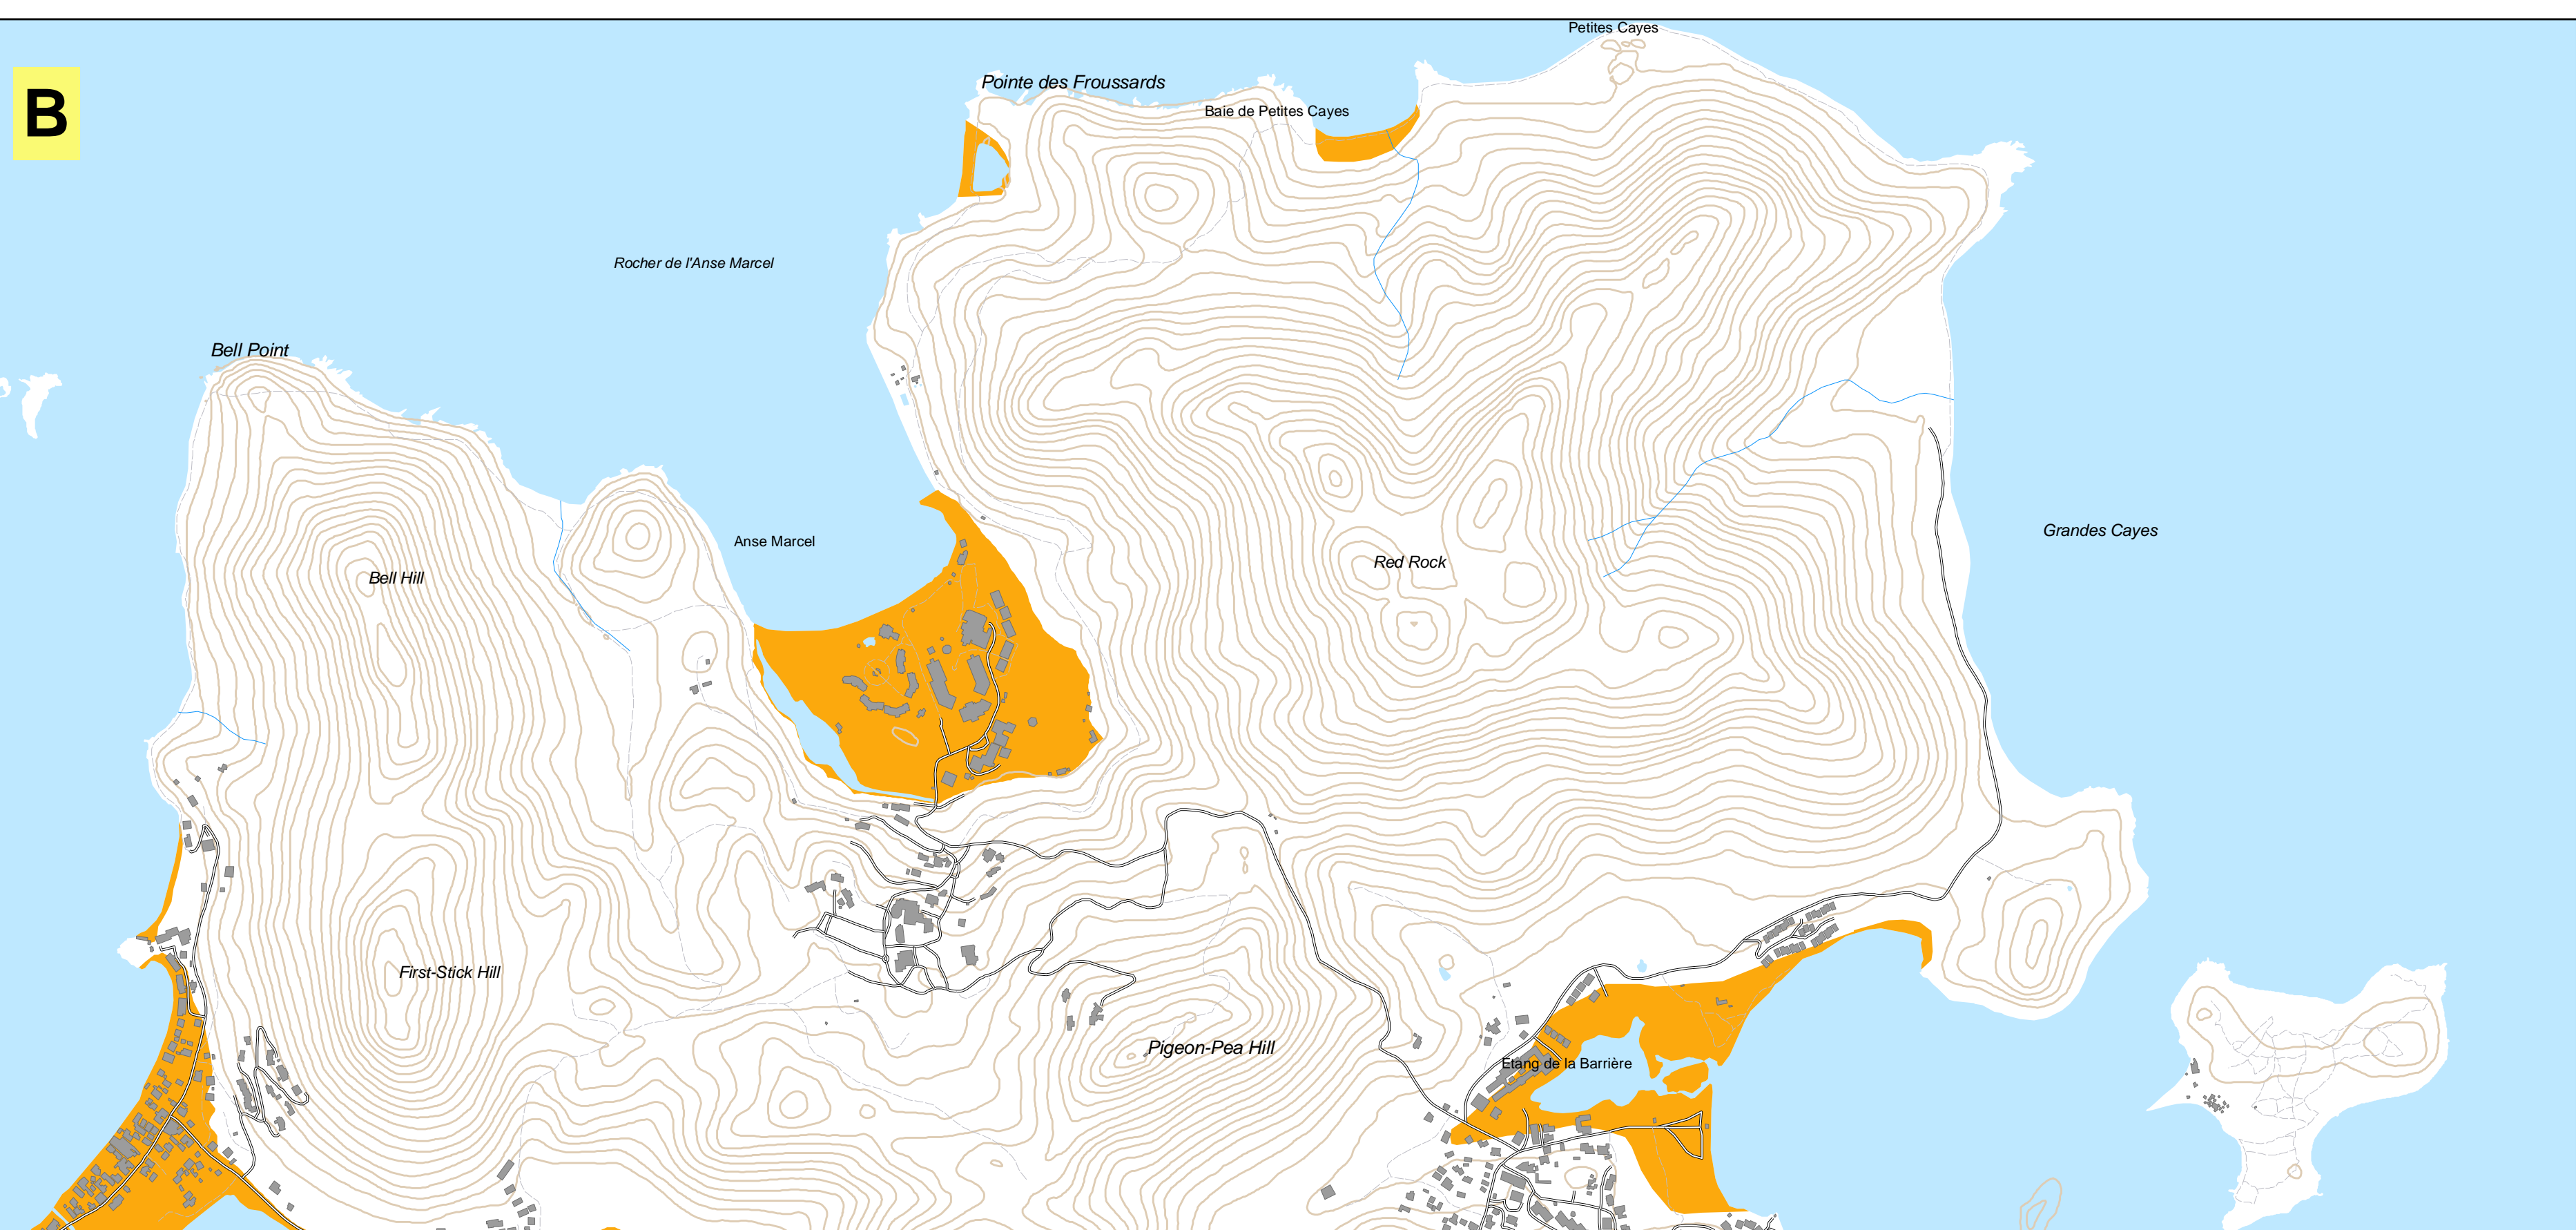 Petites Cayes
B
Pointe des Froussards
Baie de Petites Cayes
Rocher de l'Anse Marcel
Bell Point
Grandes Cayes
Anse Marcel
Red Rock
Bell Hill
First-Stick Hill
Pigeon-Pea Hill
Etang de la Barrière